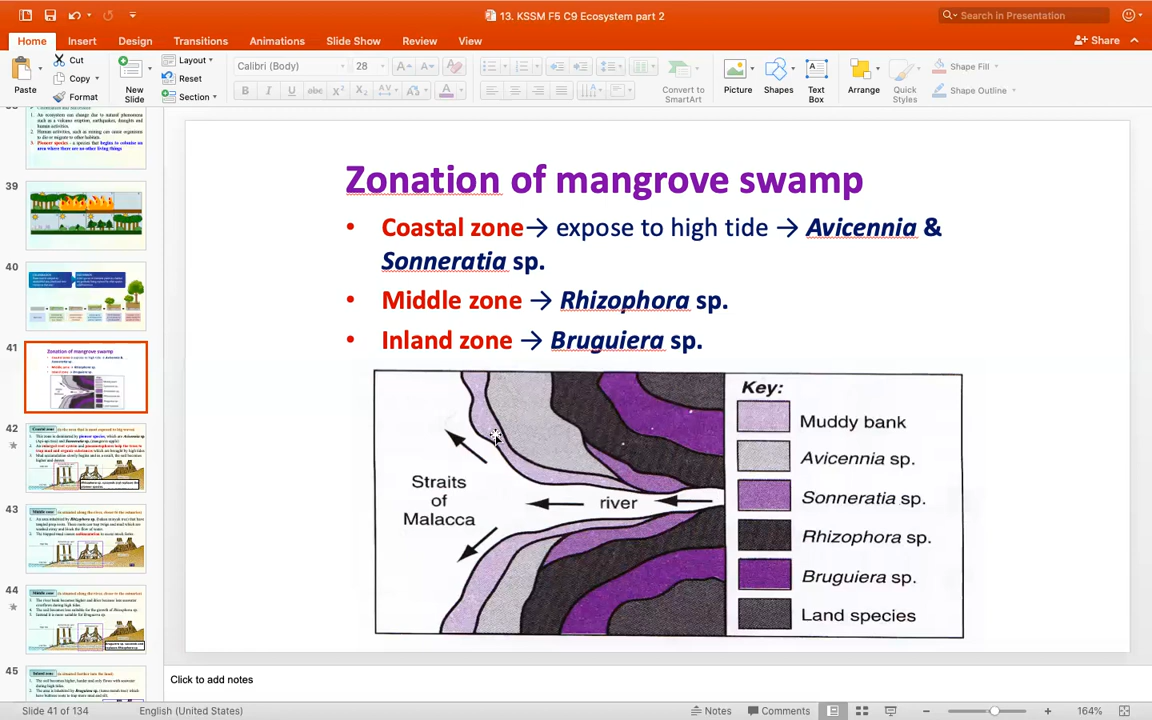 13. KSSM F5 C9 Ecosystem part 2
Search in Presentation
Home Insert Design Transitions Animations Slide Show Review View
Share
Paste
Cut
Copy
Format
New Slide
Layout
Reset
Section
Calibri (Body) 28
Convert to SmartArt
Picture
Shapes
Text Box
Arrange
Quick Styles
Shape Fill
Shape Outline
39
40
41
42
43
44
45
Zonation of mangrove swamp
• Coastal zone→ expose to high tide → Avicennia &
Sonneratia sp.
• Middle zone → Rhizophora sp.
• Inland zone → Bruguiera sp.
Straits
of
Malacca
river
Key:
Muddy bank
Avicennia sp.
Sonneratia sp.
Rhizophora sp.
Bruguiera sp.
Land species
Click to add notes
Slide 41 of 134
English (United States)
Notes
Comments
164%